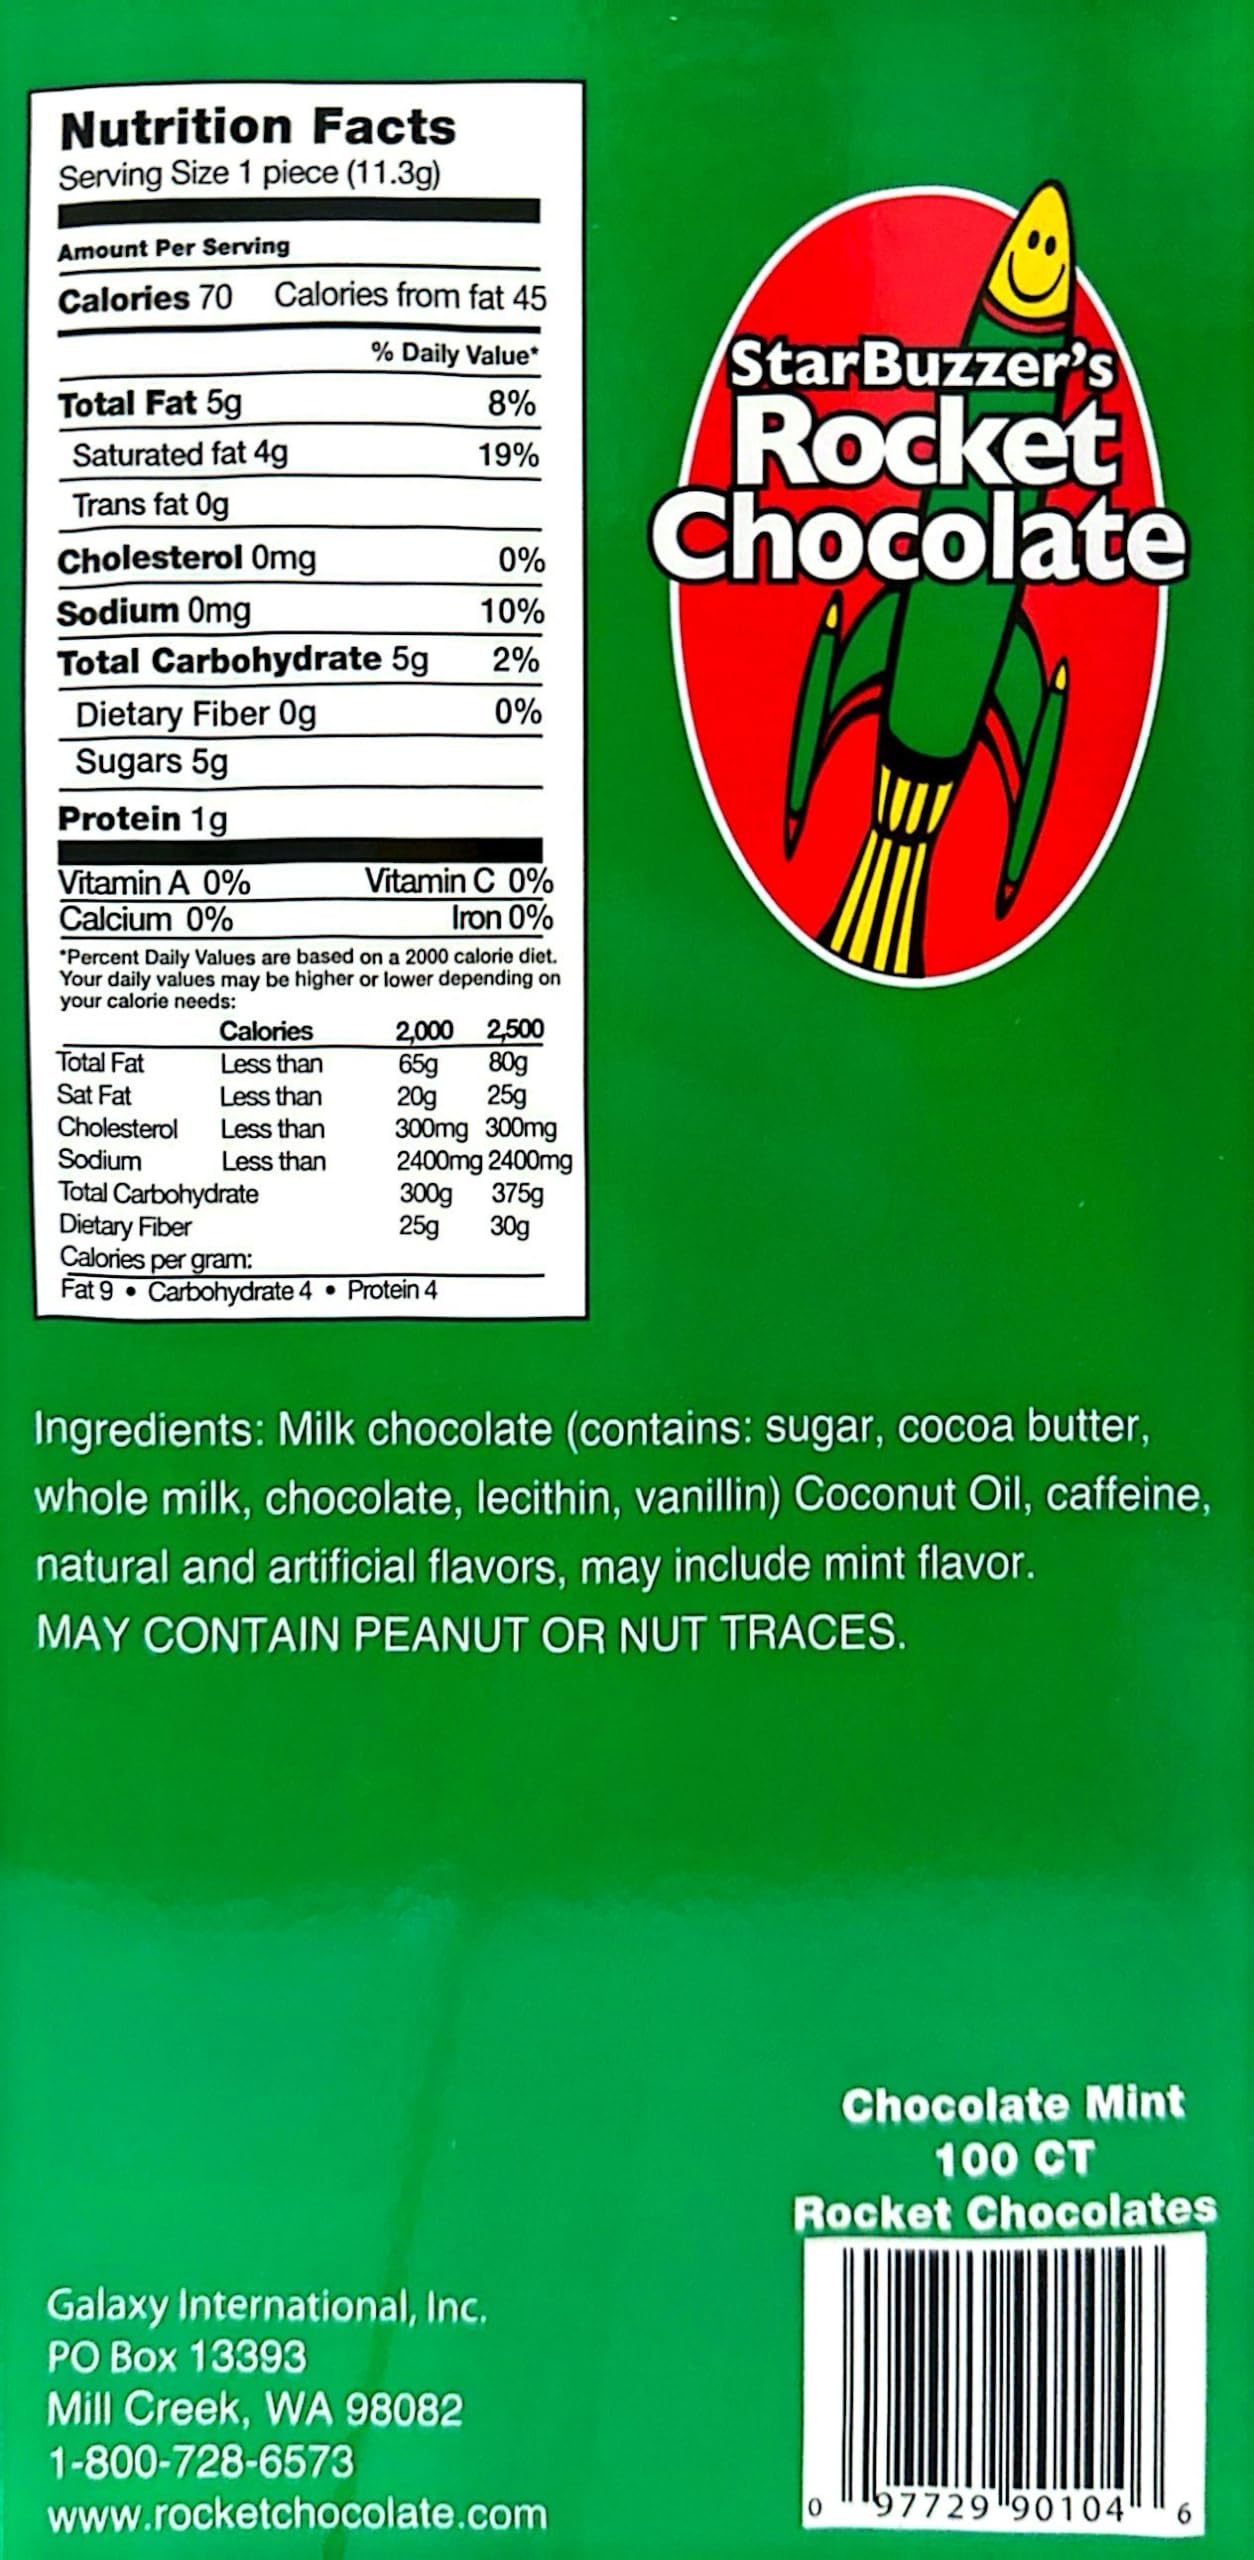 Nutrition Facts
Serving Size 1 piece (11.3g)
Amount Per Serving
Calories 70 Calories from fat 45
% Daily Value*
Total Fat 5g 8%
Saturated fat 4g 19%
Trans fat 0g
Cholesterol 0mg 0%
Sodium 0mg 10%
Total Carbohydrate 5g 2%
Dietary Fiber 0g 0%
Sugars 5g
Protein 1g
Vitamin A 0% Vitamin C 0%
Calcium 0% Iron 0%
*Percent Daily Values are based on a 2000 calorie diet.
Your daily values may be higher or lower depending on
your calorie needs:
Calories 2,000 2,500
Total Fat Less than 65g 80g
Sat Fat Less than 20g 25g
Cholesterol Less than 300mg 300mg
Sodium Less than 2400mg 2400mg
Total Carbohydrate 300g 375g
Dietary Fiber 25g 30g
Calories per gram:
Fat 9 • Carbohydrate 4 • Protein 4
StarBuzzer's
Rocket
Chocolate
Ingredients: Milk chocolate (contains: sugar, cocoa butter,
whole milk, chocolate, lecithin, vanillin) Coconut Oil, caffeine,
natural and artificial flavors, may include mint flavor.
MAY CONTAIN PEANUT OR NUT TRACES.
Galaxy International, Inc.
PO Box 13393
Mill Creek, WA 98082
1-800-728-6573
www.rocketchocolate.com
Chocolate Mint
100 CT
Rocket Chocolates
0 97729 90104 6